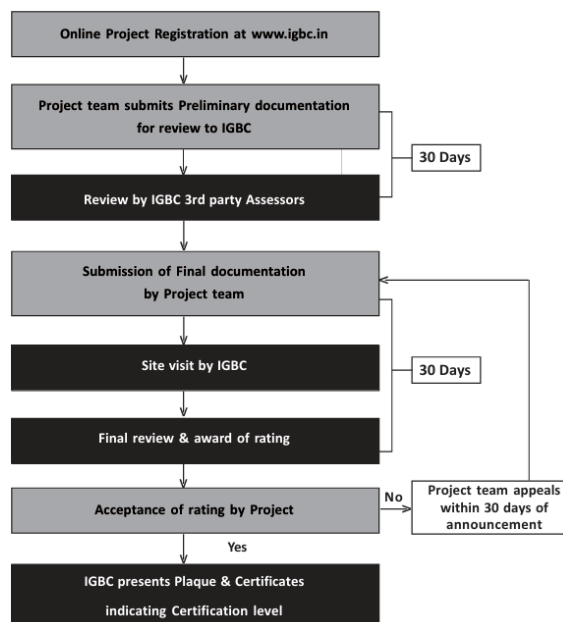 Online Project Registration at www.igbc.in
Project team submits Preliminary documentation
for review to IGBC
30 Days
Review by IGBC 3rd party Assessors
Submission of Final documentation
by Project team
Site visit by IGBC
30 Days
Final review & award of rating
Acceptance of rating by Project
No
Project team appeals
within 30 days of
announcement
Yes
IGBC presents Plaque & Certificates
indicating Certification level